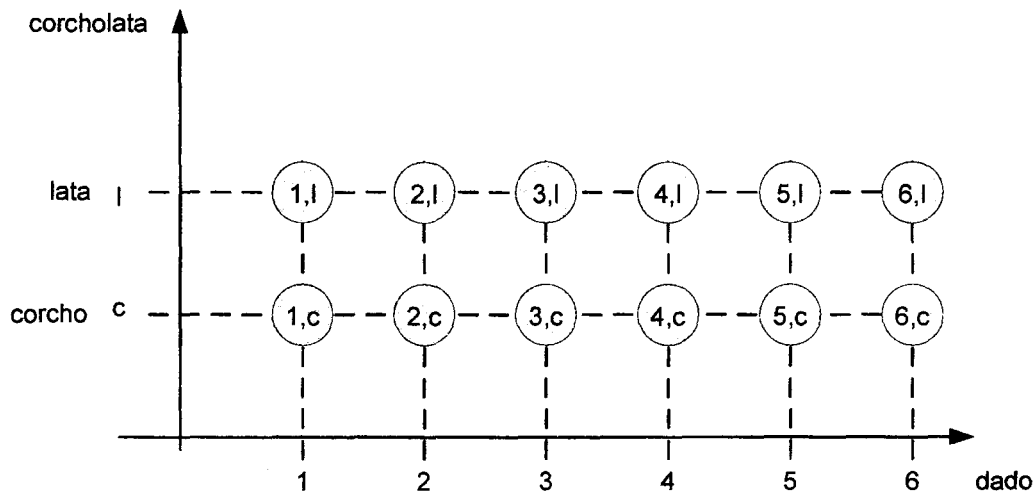 corcholata
lata l 1,l 2,l 3,l 4,l 5,l 6,l
corcho c 1,c 2,c 3,c 4,c 5,c 6,c
1 2 3 4 5 6 dado